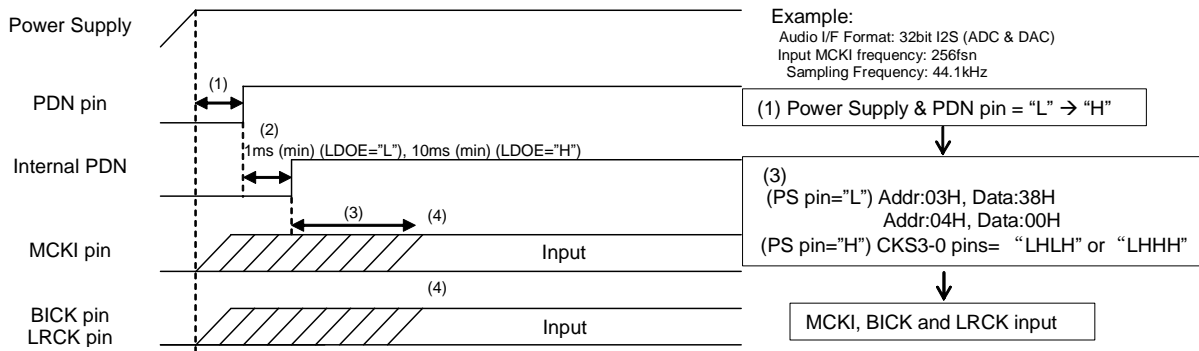 Power Supply
PDN pin
Internal PDN
MCKI pin
BICK pin
LRCK pin
(1)
(2)
1ms (min) (LDOE=”L”), 10ms (min) (LDOE=”H”)
(3)
(4)
Input
(4)
Input
Example:
Audio I/F Format: 32bit I2S (ADC & DAC)
Input MCKI frequency: 256fsn
Sampling Frequency: 44.1kHz
(1) Power Supply & PDN pin = “L” → “H”
(3)
(PS pin=”L”) Addr:03H, Data:38H
Addr:04H, Data:00H
(PS pin=”H”) CKS3-0 pins= “LHLH” or “LHHH”
MCKI, BICK and LRCK input